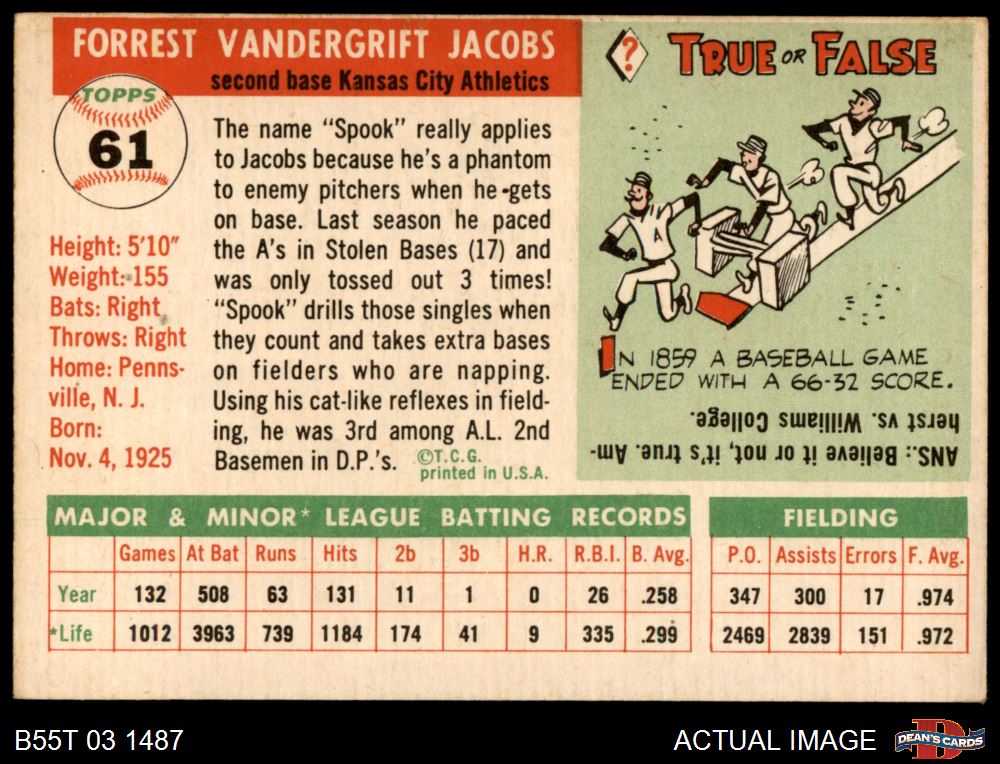 FORREST VANDERGRIFT JACOBS
second base Kansas City Athletics
TOPPS
61
Height: 5'10"
Weight: 155
Bats: Right
Throws: Right
Home: Penns-
ville, N. J.
Born:
Nov. 4, 1925
The name "Spook" really applies
to Jacobs because he's a phantom
to enemy pitchers when he-gets
on base. Last season he paced
the A's in Stolen Bases (17) and
was only tossed out 3 times!
"Spook" drills those singles when
they count and takes extra bases
on fielders who are napping.
Using his cat-like reflexes in field-
ing, he was 3rd among A.L. 2nd
Basemen in D.P.'s. ©T.C.G.
printed in U.S.A.
? TRUE OR FALSE
A
IN 1859 A BASEBALL GAME
ENDED WITH A 66-32 SCORE.
ANS.: Believe it or not, it's true. Am-
herst vs. Williams College.
MAJOR & MINOR* LEAGUE BATTING RECORDS
Games At Bat Runs Hits 2b 3b H.R. R.B.I. B. Avg.
Year 132 508 63 131 11 1 0 26 .258
*Life 1012 3963 739 1184 174 41 9 335 .299
FIELDING
P.O. Assists Errors F. Avg.
347 300 17 .974
2469 2839 151 .972
B55T 03 1487
ACTUAL IMAGE
D
DEAN'S CARDS